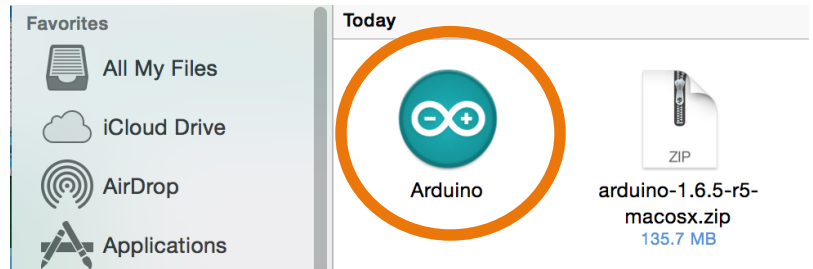 Favorites
All My Files
iCloud Drive
AirDrop
Applications
Today
Arduino
ZIP
arduino-1.6.5-r5-
macosx.zip
135.7 MB